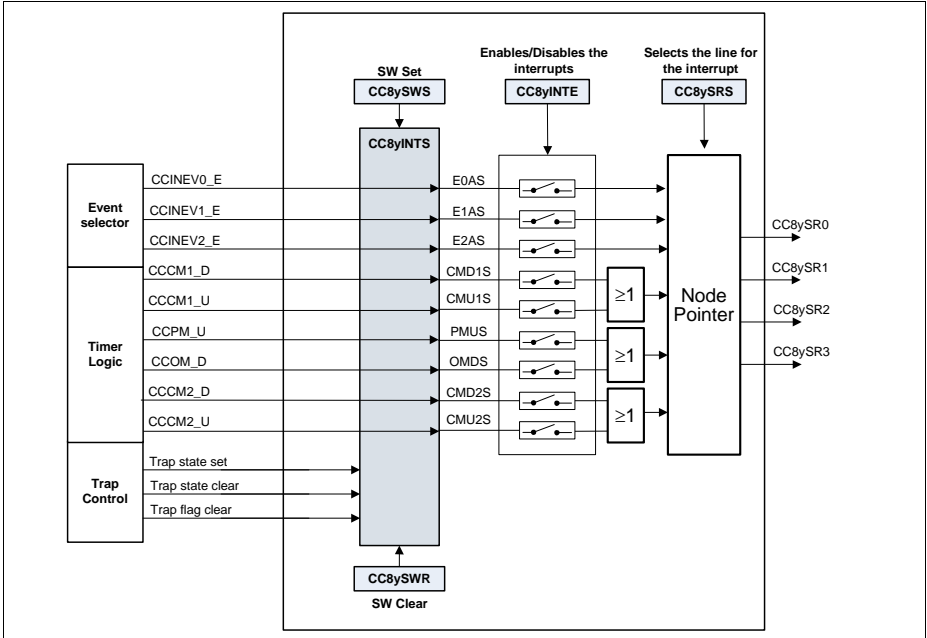 Enables/Disables the
interrupts
Selects the line for
the interrupt
SW Set
CC8ySWS
CC8yINTE
CC8ySRS
CC8yINTS
Event
selector
CCINEV0_E
E0AS
CCINEV1_E
E1AS
CCINEV2_E
E2AS
Timer
Logic
CCCM1_D
CMD1S
CCCM1_U
CMU1S
≥1
CCPM_U
PMUS
CCOM_D
OMDS
≥1
CCCM2_D
CMD2S
CCCM2_U
CMU2S
≥1
Node
Pointer
CC8ySR0
CC8ySR1
CC8ySR2
CC8ySR3
Trap
Control
Trap state set
Trap state clear
Trap flag clear
CC8ySWR
SW Clear